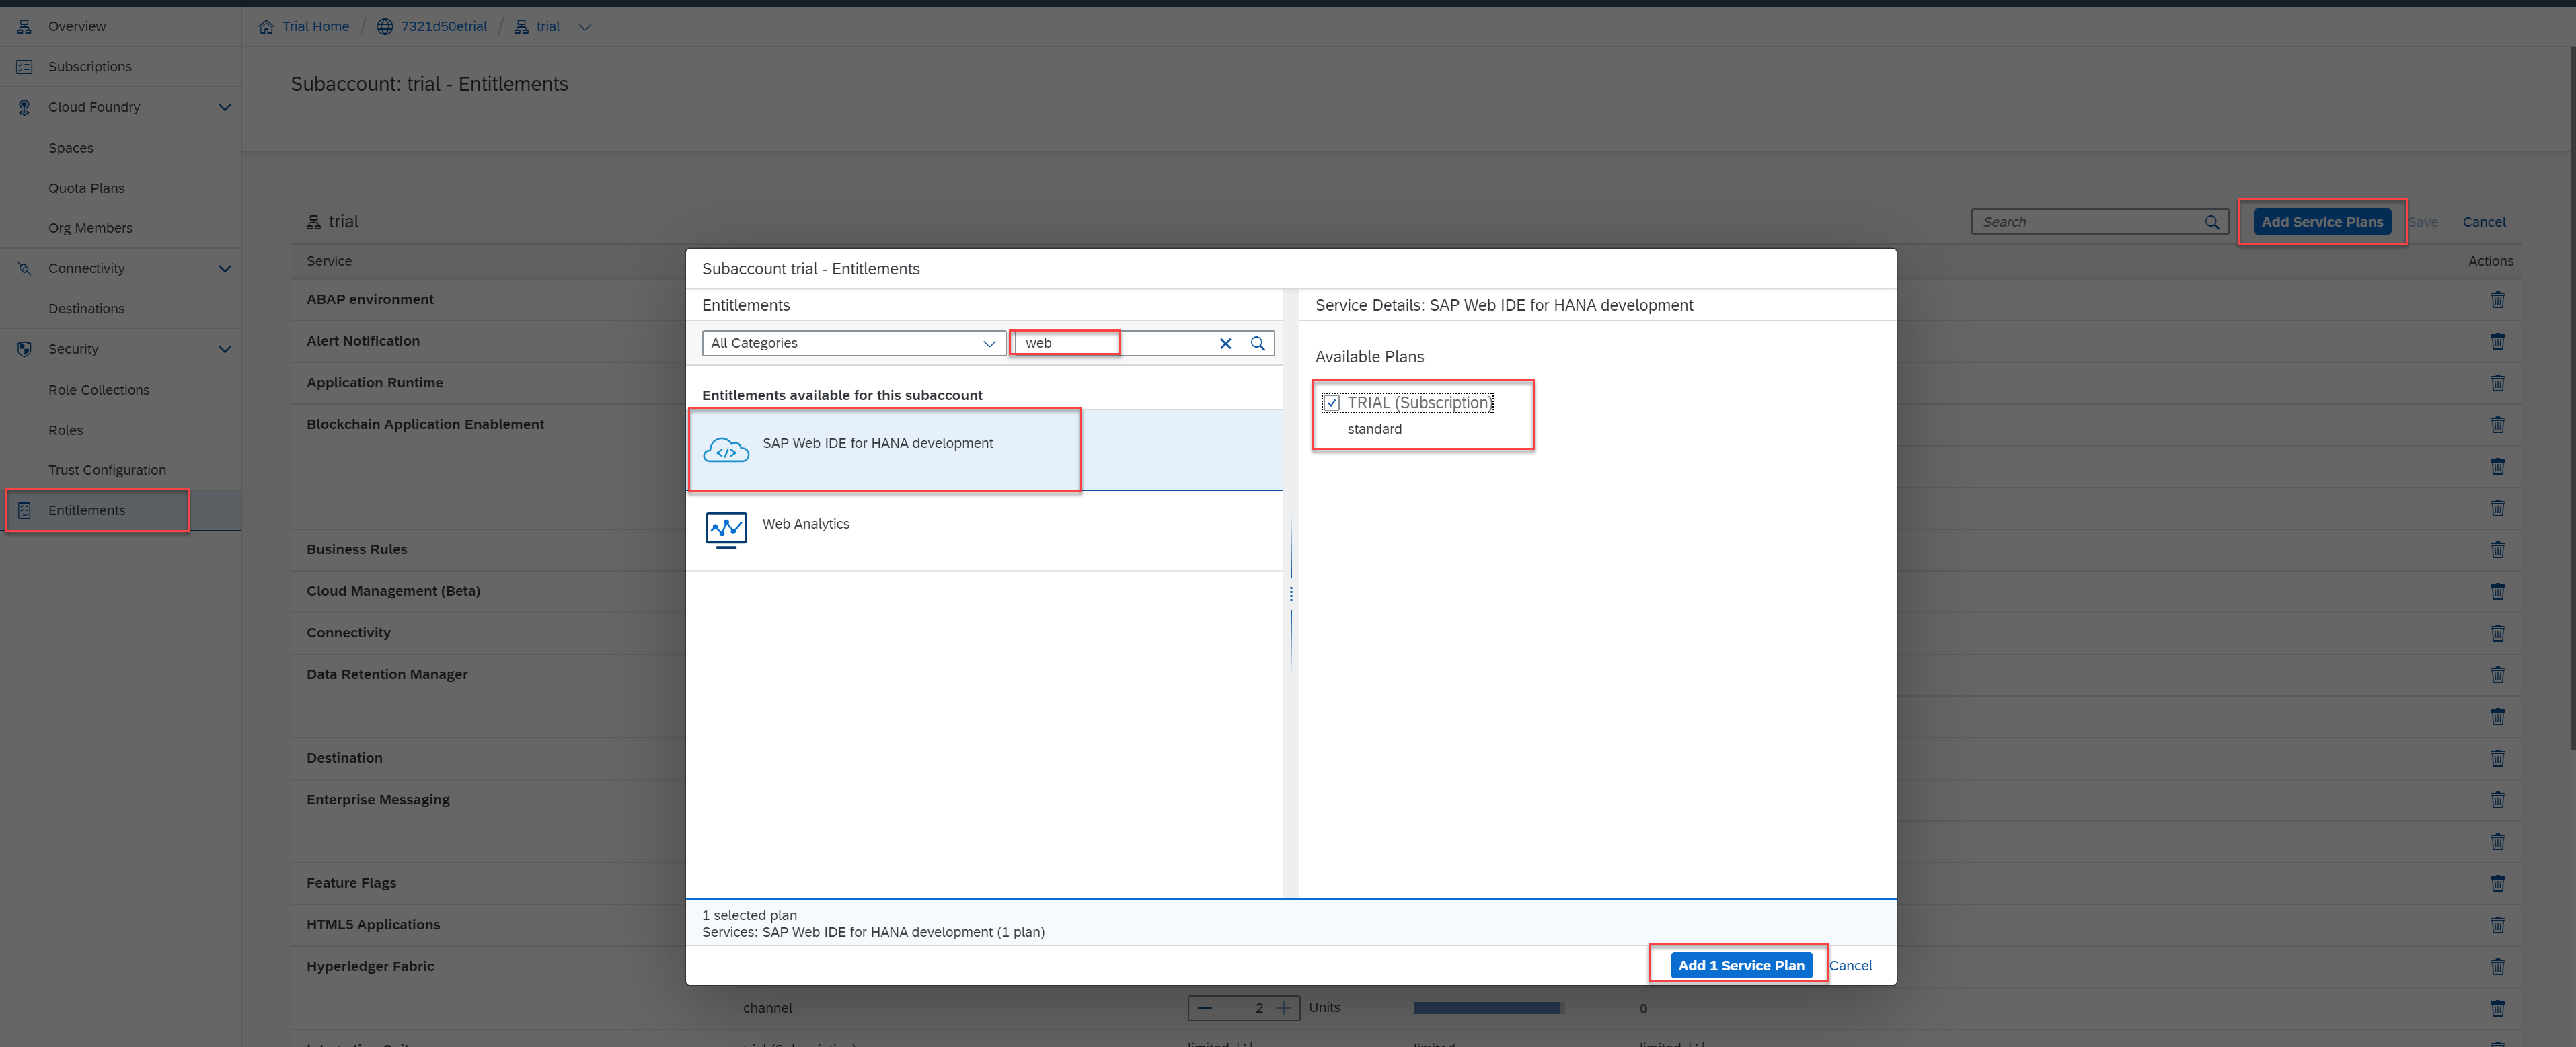 Overview
Subscriptions
Cloud Foundry
Spaces
Quota Plans
Org Members
Connectivity
Destinations
Security
Role Collections
Roles
Trust Configuration
Entitlements
Trial Home / 7321d50etrial / trial
Subaccount: trial - Entitlements
trial
Search
Add Service Plans
Save
Cancel
Service
Actions
ABAP environment
Alert Notification
Application Runtime
Blockchain Application Enablement
Business Rules
Cloud Management (Beta)
Connectivity
Data Retention Manager
Destination
Enterprise Messaging
Feature Flags
HTML5 Applications
Hyperledger Fabric
channel
2
Units
0
Subaccount trial - Entitlements
Entitlements
All Categories
web
Entitlements available for this subaccount
SAP Web IDE for HANA development
Web Analytics
Service Details: SAP Web IDE for HANA development
Available Plans
TRIAL (Subscription)
standard
1 selected plan
Services: SAP Web IDE for HANA development (1 plan)
Add 1 Service Plan
Cancel